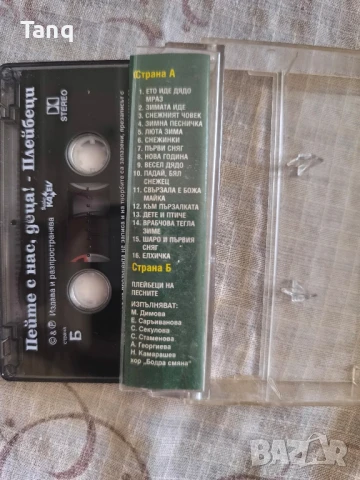 Tanq
Страна А
1. ЕТО ИДЕ ДЯДО
МРАЗ
2. ЗИМАТА ИДЕ
3. СНЕЖНИЯТ ЧОВЕК
4. ЗИМНА ПЕСНИЧКА
5. ЛЮТА ЗИМА
6. СНЕЖИНКИ
7. ПЪРВИ СНЯГ
8. НОВА ГОДИНА
9. ВЕСЕЛ ДЯДО
10. ПАДАЙ, БЯЛ
СНЕЖЕЦ
11. СВЪРЗАЛА Е БОЖА
МАЙКА
12. КЪМ ПЪРЗАЛКАТА
13. ДЕТЕ И ПТИЧЕ
14. ВРАБЧОВА ТЕГЛА
ЗИМЕ
15. ШАРО И ПЪРВИЯ
СНЯГ
16. ЕЛХИЧКА
Страна Б
ПЛЕЙБЕЦИ НА
ПЕСНИТЕ
ИЗПЪЛНЯВАТ:
М. Димова
Е. Саръиванова
С. Секулова
С. Стаменова
А. Георгиева
Н. Камарашев
хор „Бодра смяна"
Пейте с нас, деца! - Плейбеци
© & ℗ Издава и разпространява
STEREO
страна
Б
BAZAR